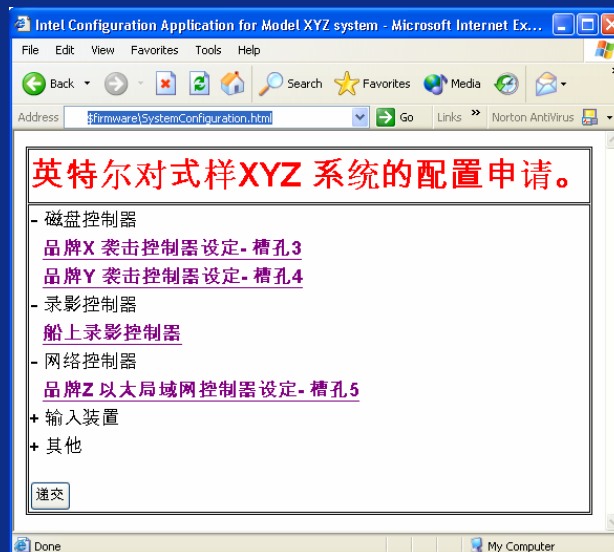 Intel Configuration Application for Model XYZ system - Microsoft Internet Ex...
File Edit View Favorites Tools Help
Back Search Favorites Media
Address $firmware\SystemConfiguration.html Go Links » Norton AntiVirus
英特尔对式样XYZ 系统的配置申请。
- 磁盘控制器
品牌X 袭击控制器设定- 槽孔3
品牌Y 袭击控制器设定- 槽孔4
- 录影控制器
船上录影控制器
- 网络控制器
品牌Z 以太局域网控制器设定- 槽孔5
+ 输入装置
+ 其他
递交
Done My Computer